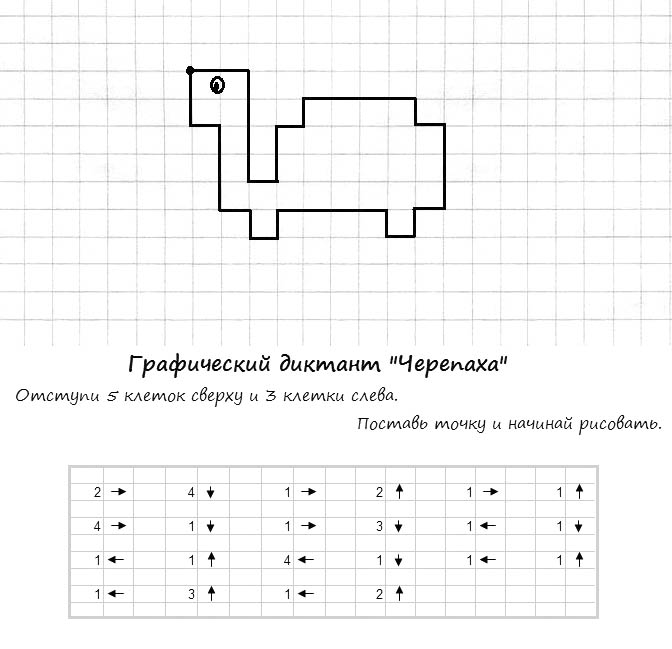 Графический диктант "Черепаха"
Отступи 5 клеток сверху и 3 клетки слева.
Поставь точку и начинай рисовать.
2 → 4 ↓ 1 → 2 ↑ 1 → 1 ↑
4 → 1 ↓ 1 → 3 ↓ 1 ← 1 ↓
1 ← 1 ↑ 4 ← 1 ↓ 1 ← 1 ↑
1 ← 3 ↑ 1 ← 2 ↑